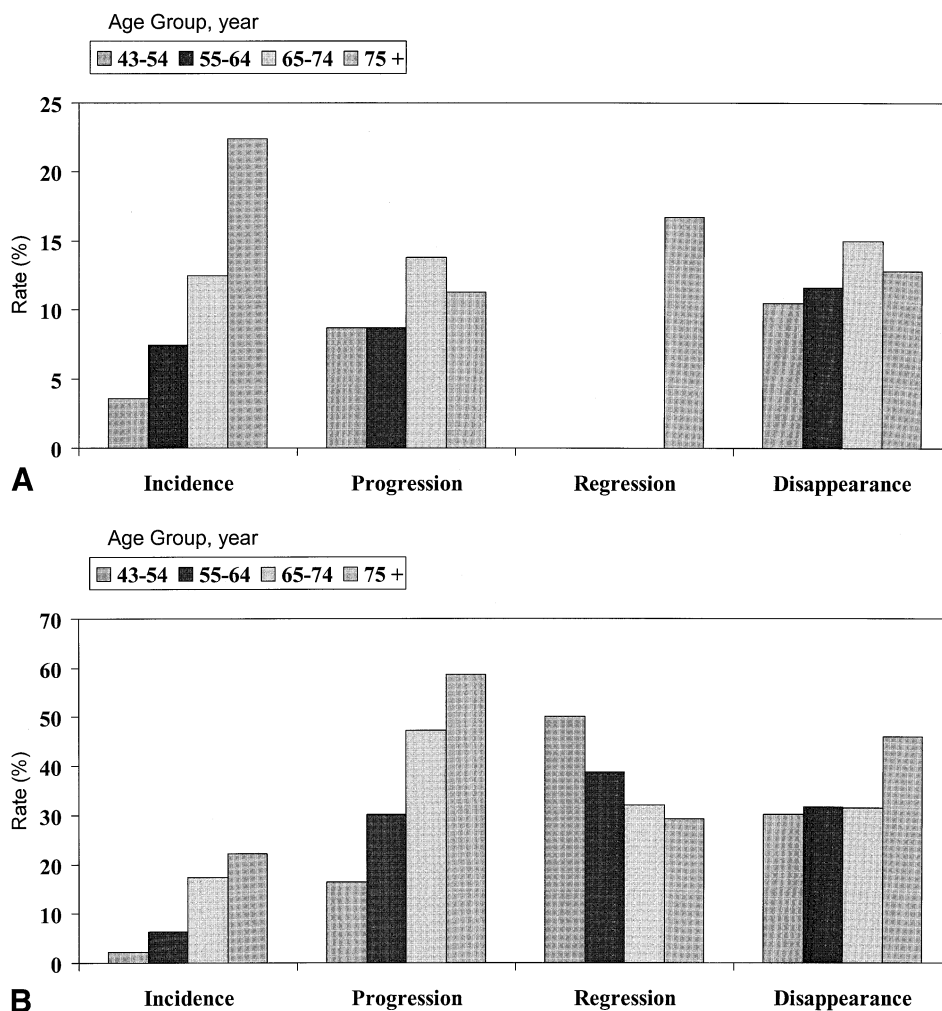 Age Group, year
43-54 55-64 65-74 75 +
25
20
15
10
5
0
Rate (%)
Incidence Progression Regression Disappearance
A
Age Group, year
43-54 55-64 65-74 75 +
70
60
50
40
30
20
10
0
Rate (%)
Incidence Progression Regression Disappearance
B